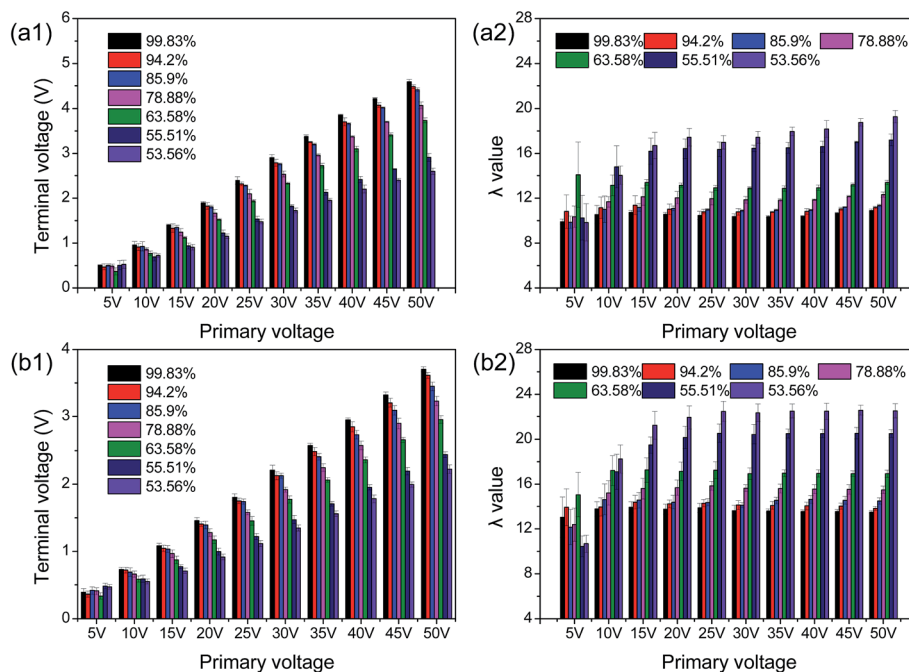 (a1)
Terminal voltage (V)
6
5
4
3
2
1
0
99.83%
94.2%
85.9%
78.88%
63.58%
55.51%
53.56%
5V 10V 15V 20V 25V 30V 35V 40V 45V 50V
Primary voltage
(a2)
λ value
28
24
20
16
12
8
4
99.83% 94.2% 85.9% 78.88%
63.58% 55.51% 53.56%
5V 10V 15V 20V 25V 30V 35V 40V 45V 50V
Primary voltage
(b1)
Terminal voltage (V)
4
3
2
1
0
99.83%
94.2%
85.9%
78.88%
63.58%
55.51%
53.56%
5V 10V 15V 20V 25V 30V 35V 40V 45V 50V
Primary voltage
(b2)
λ value
28
24
20
16
12
8
4
99.83% 94.2% 85.9% 78.88%
63.58% 55.51% 53.56%
5V 10V 15V 20V 25V 30V 35V 40V 45V 50V
Primary voltage